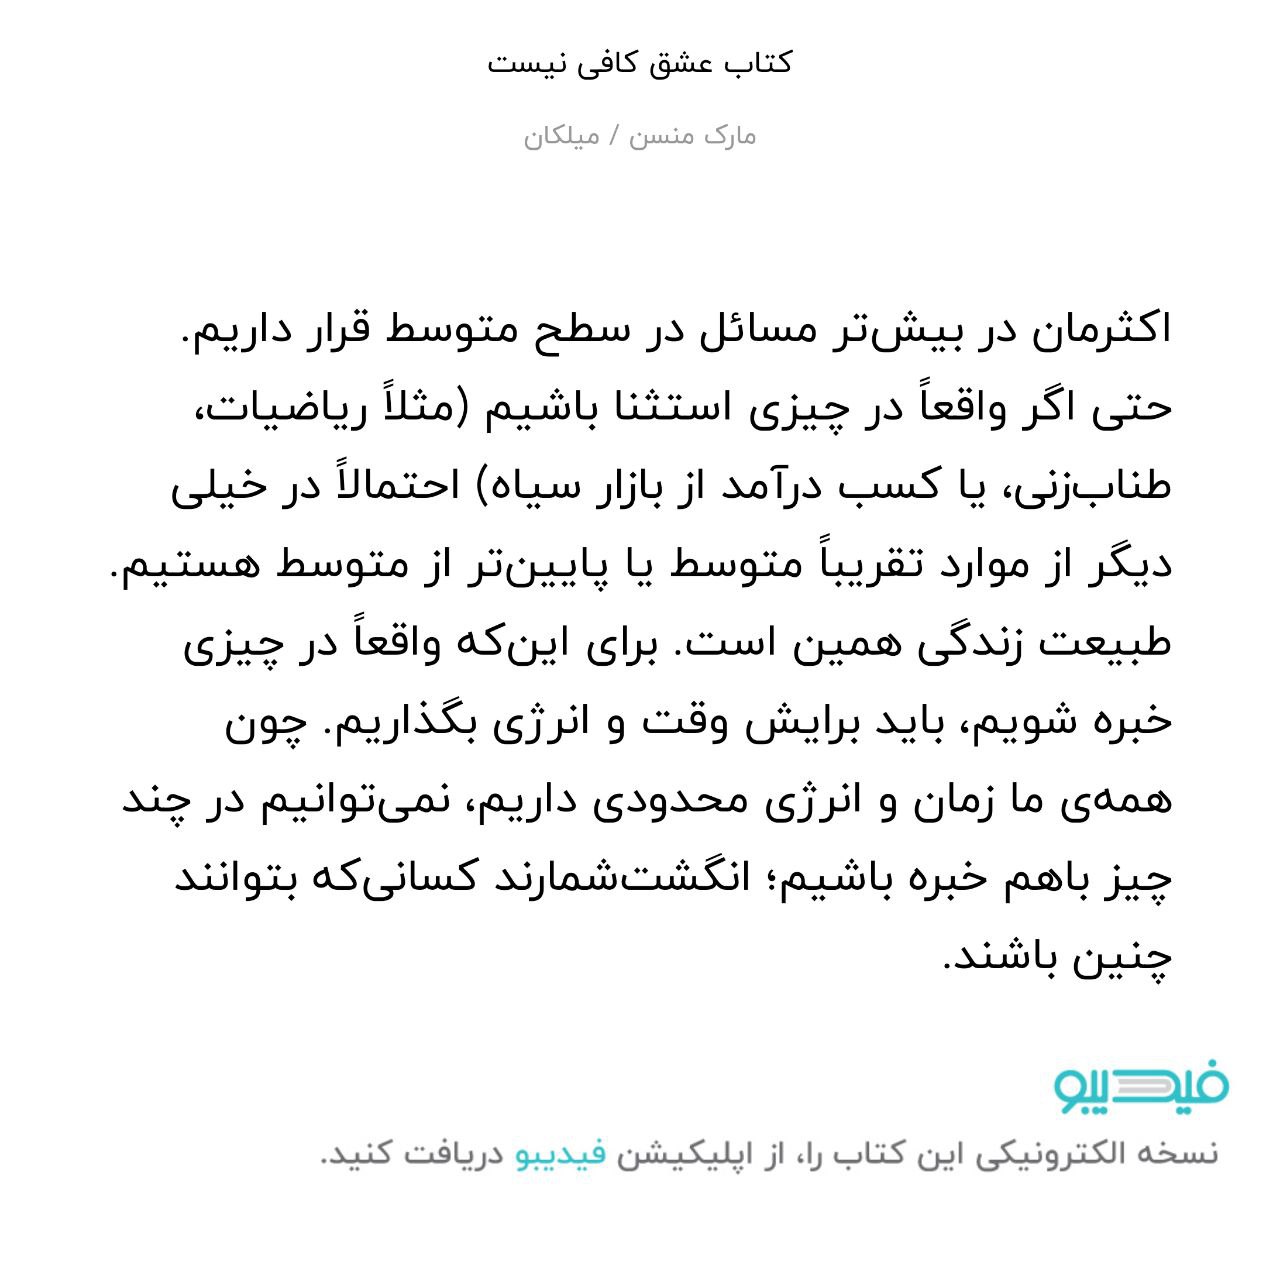 کتاب عشق کافی نیست
مارک منسن / میلکان
اکثرمان در بیش‌تر مسائل در سطح متوسط قرار داریم.
حتی اگر واقعاً در چیزی استثنا باشیم (مثلاً ریاضیات،
طناب‌زنی، یا کسب درآمد از بازار سیاه) احتمالاً در خیلی
دیگر از موارد تقریباً متوسط یا پایین‌تر از متوسط هستیم.
طبیعت زندگی همین است. برای این‌که واقعاً در چیزی
خبره شویم، باید برایش وقت و انرژی بگذاریم. چون
همه‌ی ما زمان و انرژی محدودی داریم، نمی‌توانیم در چند
چیز باهم خبره باشیم؛ انگشت‌شمارند کسانی‌که بتوانند
چنین باشند.
فیدیبو
نسخه الکترونیکی این کتاب را، از اپلیکیشن فیدیبو دریافت کنید.